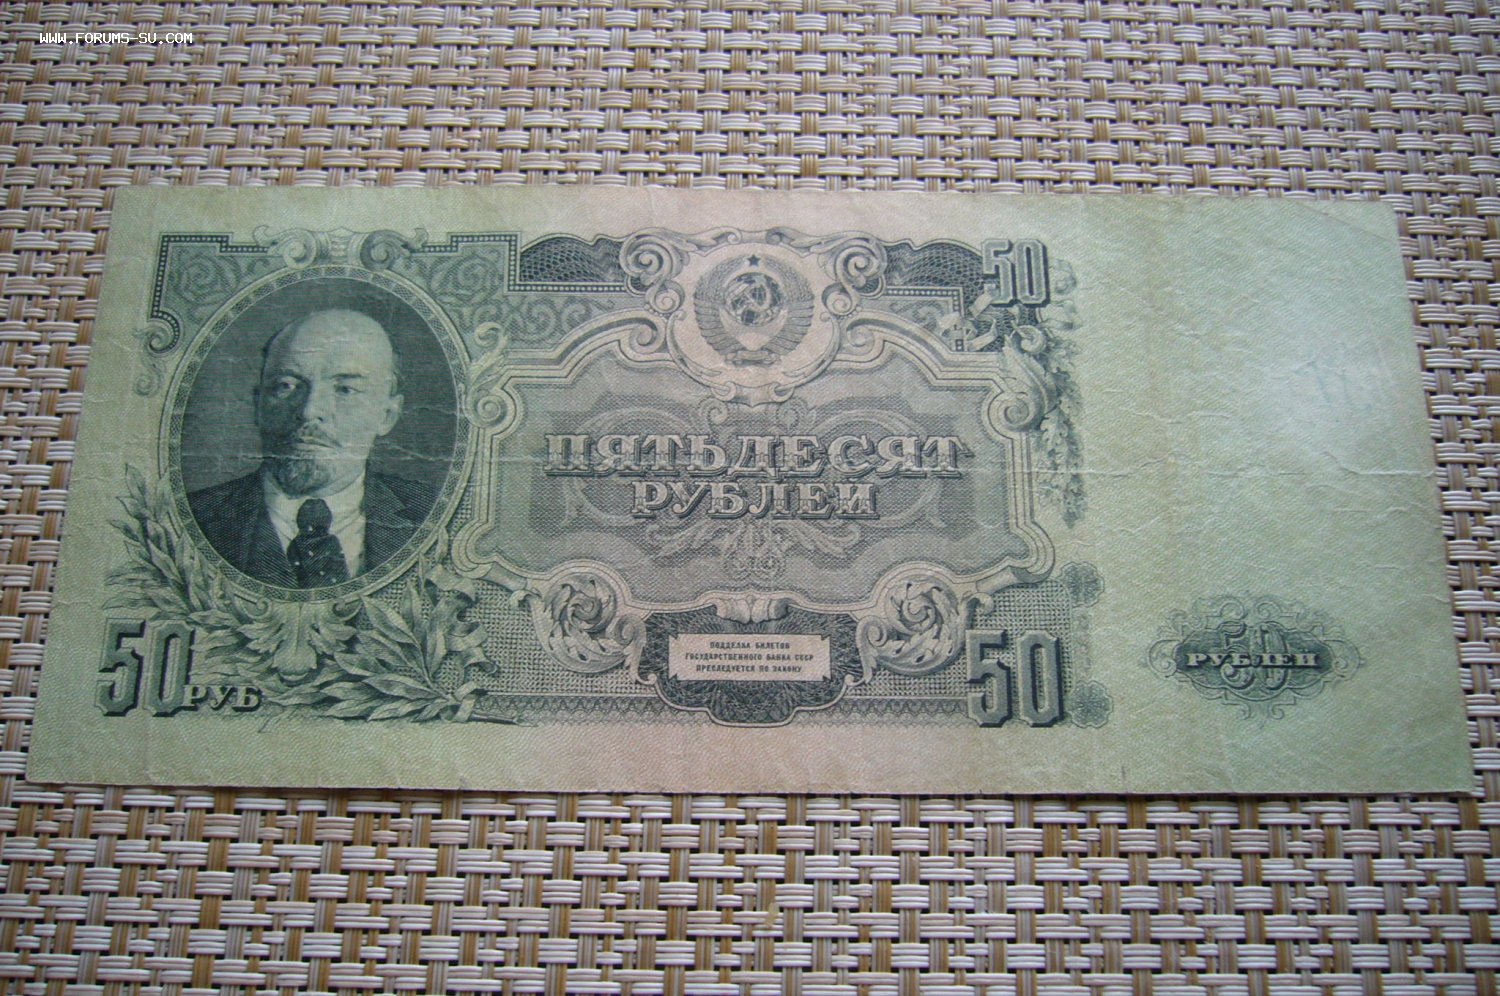 WWW.FORUMS-SU.COM
50
ПЯТЬДЕСЯТ
РУБЛЕЙ
50 РУБ
ПОДДЕЛКА БИЛЕТОВ
ГОСУДАРСТВЕННОГО БАНКА СССР
ПРЕСЛЕДУЕТСЯ ПО ЗАКОНУ
50
50
РУБЛЕЙ